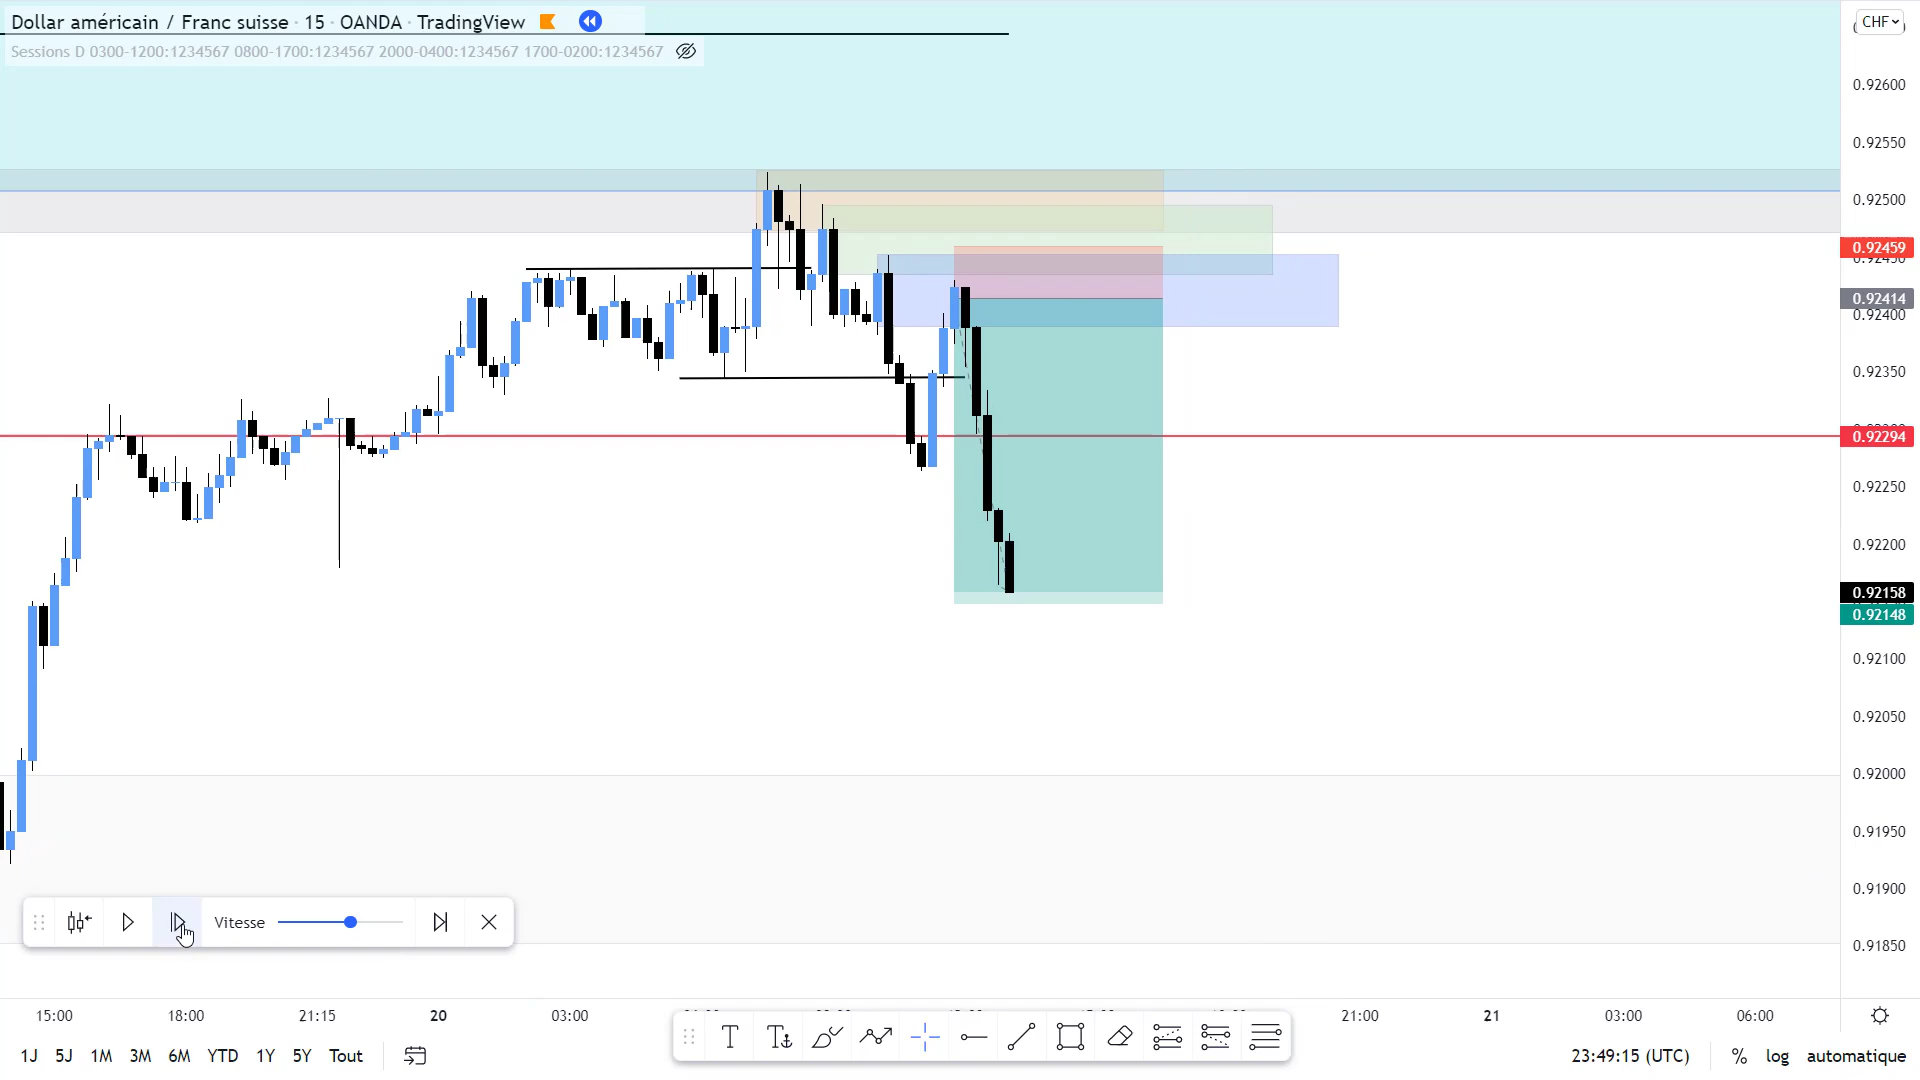 Dollar américain / Franc suisse · 15 · OANDA · TradingView
CHF
Sessions D 0300-1200:1234567 0800-1700:1234567 2000-0400:1234567 1700-0200:1234567
0.92600
0.92550
0.92500
0.92459
0.92450
0.92414
0.92400
0.92350
0.92294
0.92250
0.92200
0.92158
0.92148
0.92100
0.92050
0.92000
0.91950
0.91900
0.91850
Vitesse
15:00 18:00 21:15 20 03:00 21:00 21 03:00 06:00
1J 5J 1M 3M 6M YTD 1Y 5Y Tout
23:49:15 (UTC) % log automatique